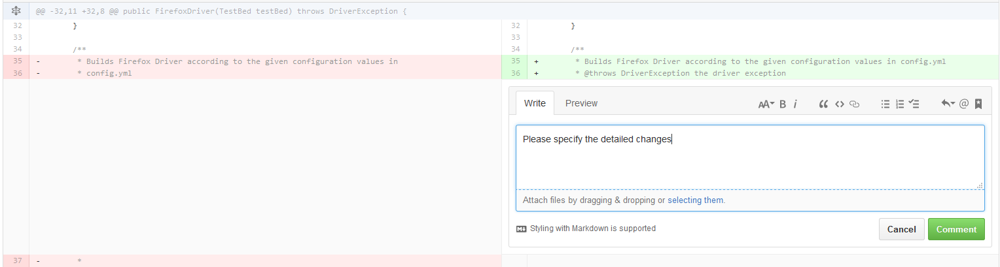 @@ -32,11 +32,8 @@ public FirefoxDriver(TestBed testBed) throws DriverException {
32 } 32 }
33 33
34 /** 34 /**
35 - * Builds Firefox Driver according to the given configuration values in 35 + * Builds Firefox Driver according to the given configuration values in config.yml
36 - * config.yml 36 + * @throws DriverException the driver exception
Write Preview AA B i “ <> @
Please specify the detailed changes
Attach files by dragging & dropping or selecting them.
Styling with Markdown is supported Cancel Comment
37 - *